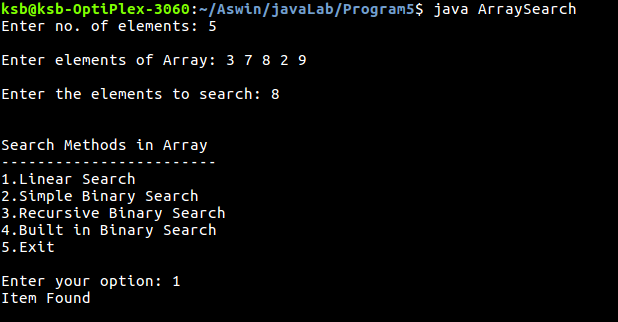 ksb@ksb-OptiPlex-3060:~/Aswin/javaLab/Program5$ java ArraySearch
Enter no. of elements: 5
Enter elements of Array: 3 7 8 2 9
Enter the elements to search: 8
Search Methods in Array
------------------------
1.Linear Search
2.Simple Binary Search
3.Recursive Binary Search
4.Built in Binary Search
5.Exit
Enter your option: 1
Item Found